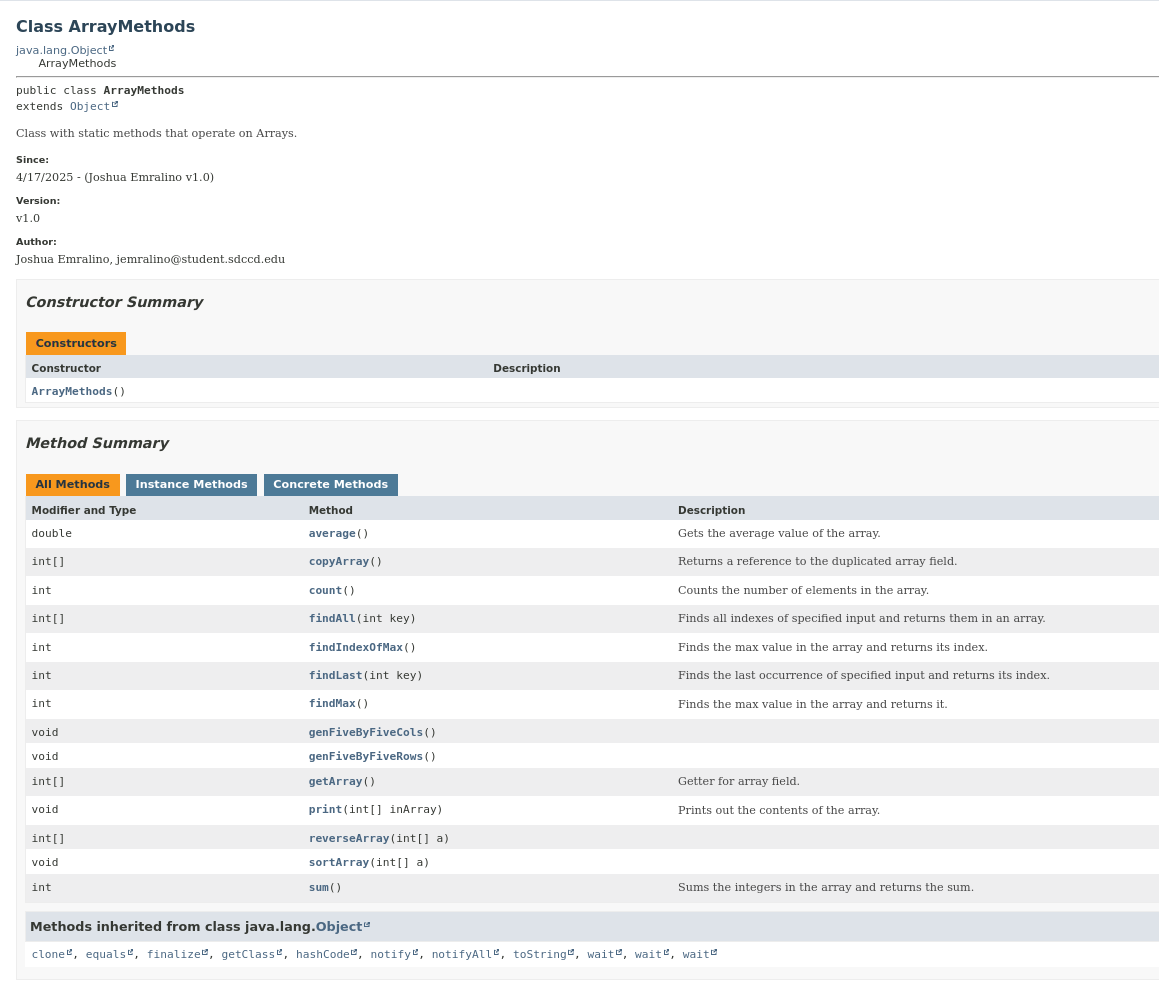 Class ArrayMethods
java.lang.Object
ArrayMethods
public class ArrayMethods
extends Object
Class with static methods that operate on Arrays.
Since:
4/17/2025 - (Joshua Emralino v1.0)
Version:
v1.0
Author:
Joshua Emralino, jemralino@student.sdccd.edu
Constructor Summary
Constructors
Constructor Description
ArrayMethods()
Method Summary
All Methods Instance Methods Concrete Methods
Modifier and Type Method Description
double average() Gets the average value of the array.
int[] copyArray() Returns a reference to the duplicated array field.
int count() Counts the number of elements in the array.
int[] findAll(int key) Finds all indexes of specified input and returns them in an array.
int findIndexOfMax() Finds the max value in the array and returns its index.
int findLast(int key) Finds the last occurrence of specified input and returns its index.
int findMax() Finds the max value in the array and returns it.
void genFiveByFiveCols()
void genFiveByFiveRows()
int[] getArray() Getter for array field.
void print(int[] inArray) Prints out the contents of the array.
int[] reverseArray(int[] a)
void sortArray(int[] a)
int sum() Sums the integers in the array and returns the sum.
Methods inherited from class java.lang.Object
clone, equals, finalize, getClass, hashCode, notify, notifyAll, toString, wait, wait, wait